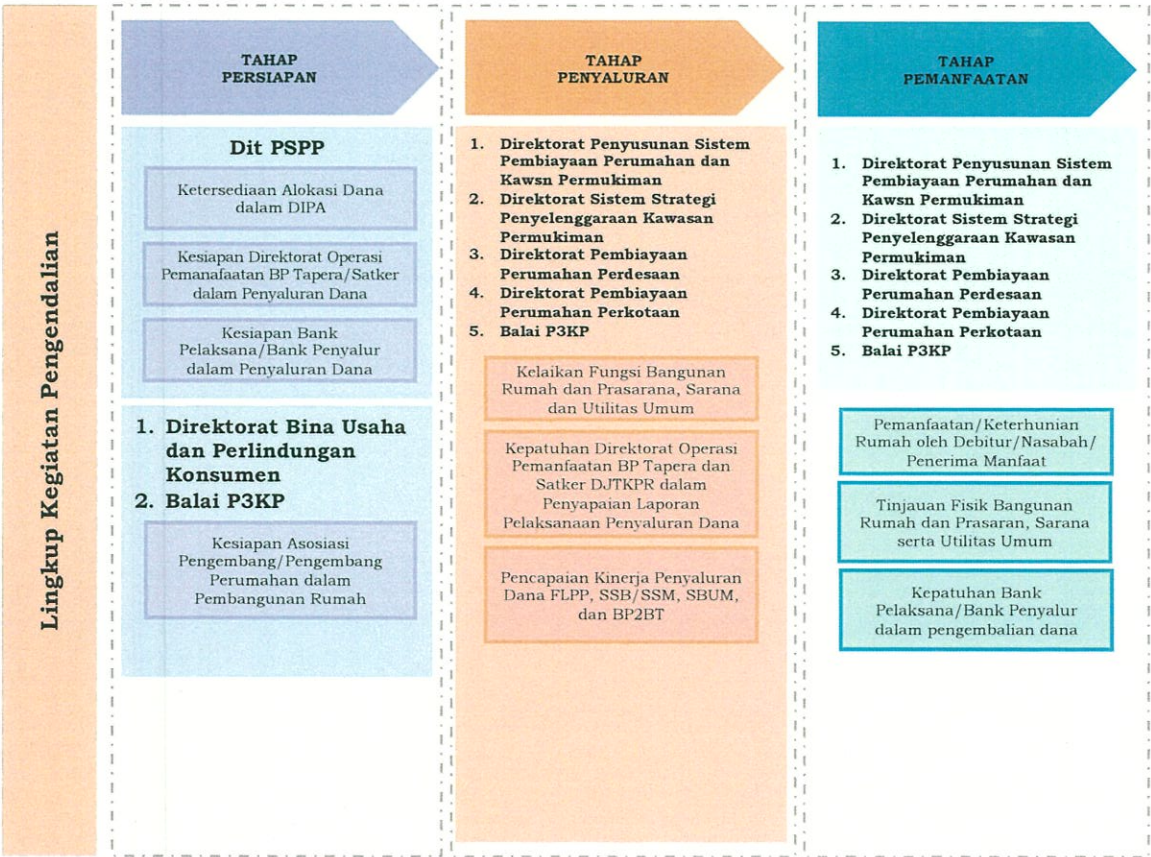 Lingkup Kegiatan Pengendalian
TAHAP
PERSIAPAN
Dit PSPP
Ketersediaan Alokasi Dana
dalam DIPA
Kesiapan Direktorat Operasi
Pemanafaatan BP Tapera/Satker
dalam Penyaluran Dana
Kesiapan Bank
Pelaksana/Bank Penyalur
dalam Penyaluran Dana
1. Direktorat Bina Usaha
dan Perlindungan
Konsumen
2. Balai P3KP
Kesiapan Asosiasi
Pengembang/Pengembang
Perumahan dalam
Pembangunan Rumah
TAHAP
PENYALURAN
1. Direktorat Penyusunan Sistem
Pembiayaan Perumahan dan
Kawsn Permukiman
2. Direktorat Sistem Strategi
Penyelenggaraan Kawasan
Permukiman
3. Direktorat Pembiayaan
Perumahan Perdesaan
4. Direktorat Pembiayaan
Perumahan Perkotaan
5. Balai P3KP
Kelaikan Fungsi Bangunan
Rumah dan Prasarana, Sarana
dan Utilitas Umum
Kepatuhan Direktorat Operasi
Pemanfaatan BP Tapera dan
Satker DJTKPR dalam
Penyapaian Laporan
Pelaksanaan Penyaluran Dana
Pencapaian Kinerja Penyaluran
Dana FLPP, SSB/SSM, SBUM,
dan BP2BT
TAHAP
PEMANFAATAN
1. Direktorat Penyusunan Sistem
Pembiayaan Perumahan dan
Kawsn Permukiman
2. Direktorat Sistem Strategi
Penyelenggaraan Kawasan
Permukiman
3. Direktorat Pembiayaan
Perumahan Perdesaan
4. Direktorat Pembiayaan
Perumahan Perkotaan
5. Balai P3KP
Pemanfaatan/Keterhunian
Rumah oleh Debitur/Nasabah/
Penerima Manfaat
Tinjauan Fisik Bangunan
Rumah dan Prasaran, Sarana
serta Utilitas Umum
Kepatuhan Bank
Pelaksana/Bank Penyalur
dalam pengembalian dana